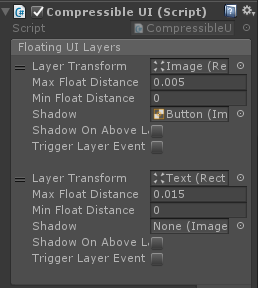 Compressible UI (Script)
Script CompressibleU
Floating UI Layers
Layer Transform Image (Re
Max Float Distance 0.005
Min Float Distance 0
Shadow Button (Im
Shadow On Above La
Trigger Layer Event
Layer Transform Text (Rect
Max Float Distance 0.015
Min Float Distance 0
Shadow None (Image
Shadow On Above La
Trigger Layer Event